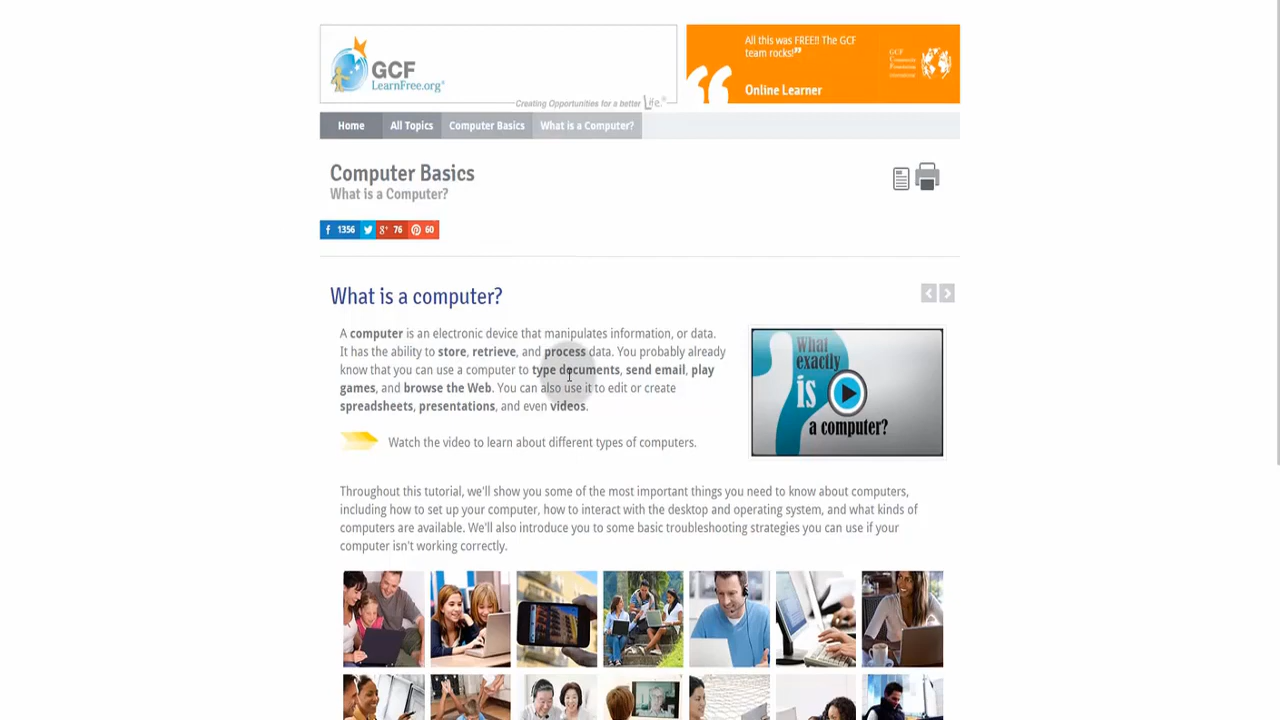 GCF
LearnFree.org®
Creating Opportunities for a better Life.®
All this was FREE!! The GCF
team rocks!”
Online Learner
GCF
Home
All Topics
Computer Basics
What is a Computer?
Computer Basics
What is a Computer?
1356
76
60
What is a computer?
A computer is an electronic device that manipulates information, or data.
It has the ability to store, retrieve, and process data. You probably already
know that you can use a computer to type documents, send email, play
games, and browse the Web. You can also use it to edit or create
spreadsheets, presentations, and even videos.
What
exactly
is
a computer?
Watch the video to learn about different types of computers.
Throughout this tutorial, we'll show you some of the most important things you need to know about computers,
including how to set up your computer, how to interact with the desktop and operating system, and what kinds of
computers are available. We'll also introduce you to some basic troubleshooting strategies you can use if your
computer isn't working correctly.